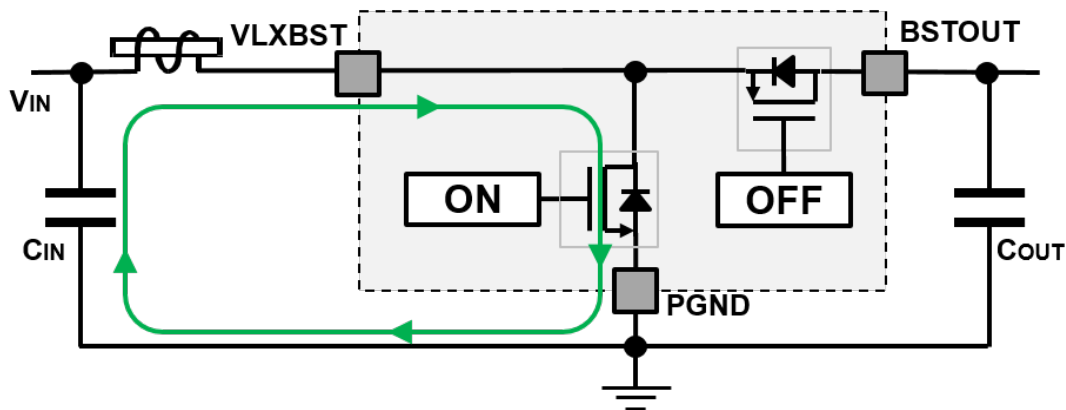 VLXBST
BSTOUT
VIN
ON
OFF
CIN
COUT
PGND